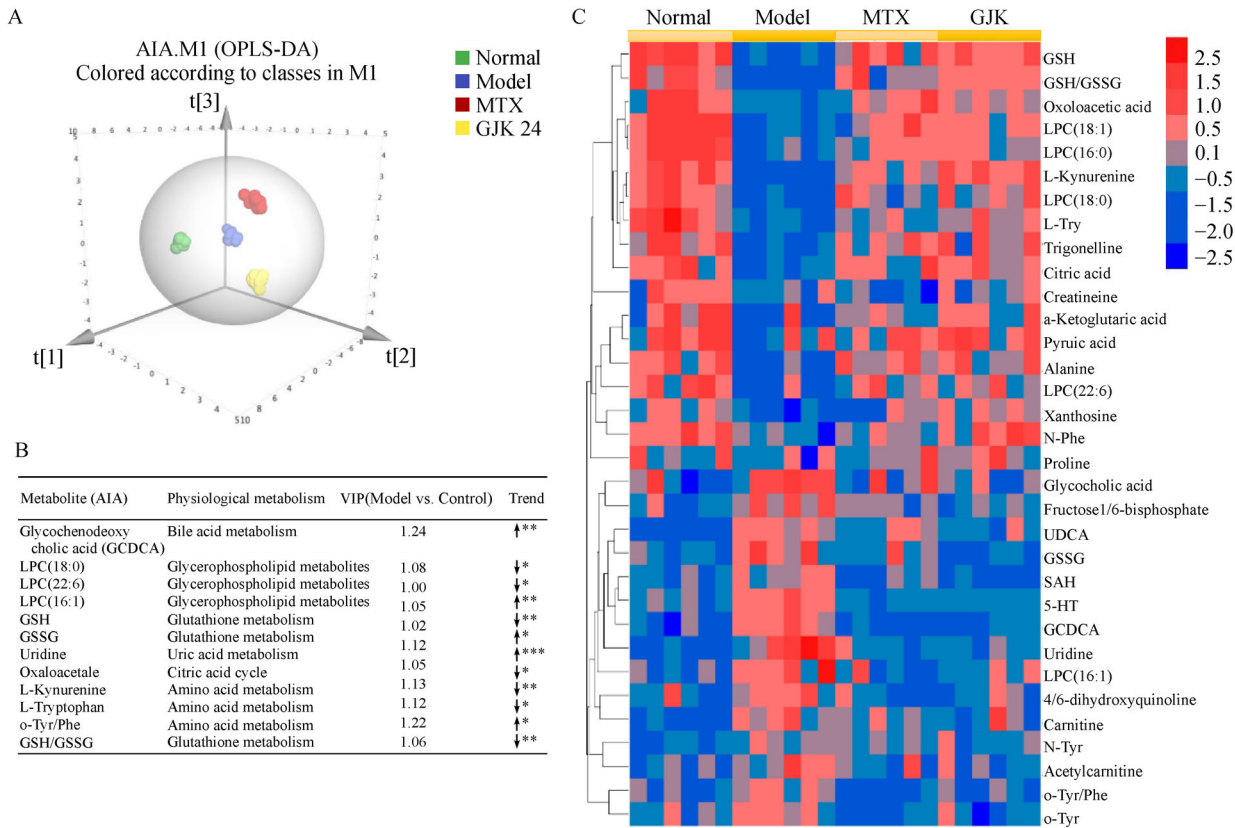 A
AIA.M1 (OPLS-DA)
Colored according to classes in M1
Normal
Model
MTX
GJK 24
t[3]
t[1]
t[2]
B
Metabolite (AIA) Physiological metabolism VIP(Model vs. Control) Trend
Glycochenodeoxy Bile acid metabolism 1.24 ↑**
cholic acid (GCDCA)
LPC(18:0) Glycerophospholipid metabolites 1.08 ↓*
LPC(22:6) Glycerophospholipid metabolites 1.00 ↓*
LPC(16:1) Glycerophospholipid metabolites 1.05 ↑**
GSH Glutathione metabolism 1.02 ↓**
GSSG Glutathione metabolism 1.12 ↑*
Uridine Uric acid metabolism 1.05 ↑***
Oxaloacetale Citric acid cycle 1.13 ↓*
L-Kynurenine Amino acid metabolism 1.12 ↓**
L-Tryptophan Amino acid metabolism 1.22 ↓*
o-Tyr/Phe Amino acid metabolism 1.06 ↑*
GSH/GSSG Glutathione metabolism ↓**
C
Normal Model MTX GJK
GSH
GSH/GSSG
Oxoloacetic acid
LPC(18:1)
LPC(16:0)
L-Kynurenine
LPC(18:0)
L-Try
Trigonelline
Citric acid
Creatineine
a-Ketoglutaric acid
Pyruic acid
Alanine
LPC(22:6)
Xanthosine
N-Phe
Proline
Glycocholic acid
Fructose1/6-bisphosphate
UDCA
GSSG
SAH
5-HT
GCDCA
Uridine
LPC(16:1)
4/6-dihydroxyquinoline
Carnitine
N-Tyr
Acetylcarnitine
o-Tyr/Phe
o-Tyr
2.5
1.5
1.0
0.5
0.1
−0.5
−1.5
−2.0
−2.5